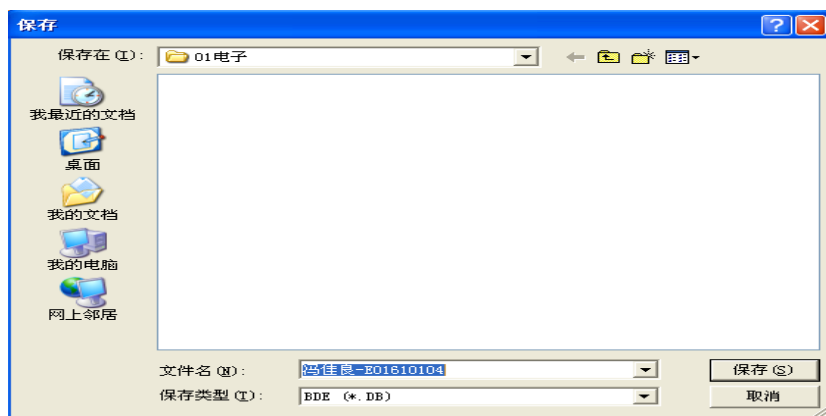 保存
保存在(I):
01电子
我最近的文档
桌面
我的文档
我的电脑
网上邻居
文件名(N):
冯佳良-E01610104
保存(S)
保存类型(T):
BDE (*.DB)
取消